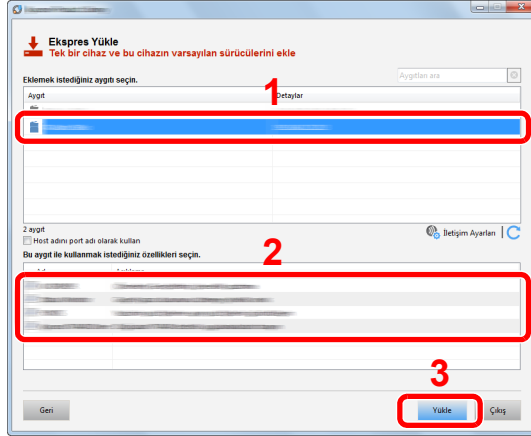 Ekspres Yükle
Tek bir cihaz ve bu cihazın varsayılan sürücülerini ekle
Eklemek istediğiniz aygıtı seçin.
Aygıtları ara
1
Aygıt Detaylar
2 aygıt
İletişim Ayarları
Host adını port adı olarak kullan
Bu aygıt ile kullanmak istediğiniz özellikleri seçin.
2
3
Geri Yükle Çıkış